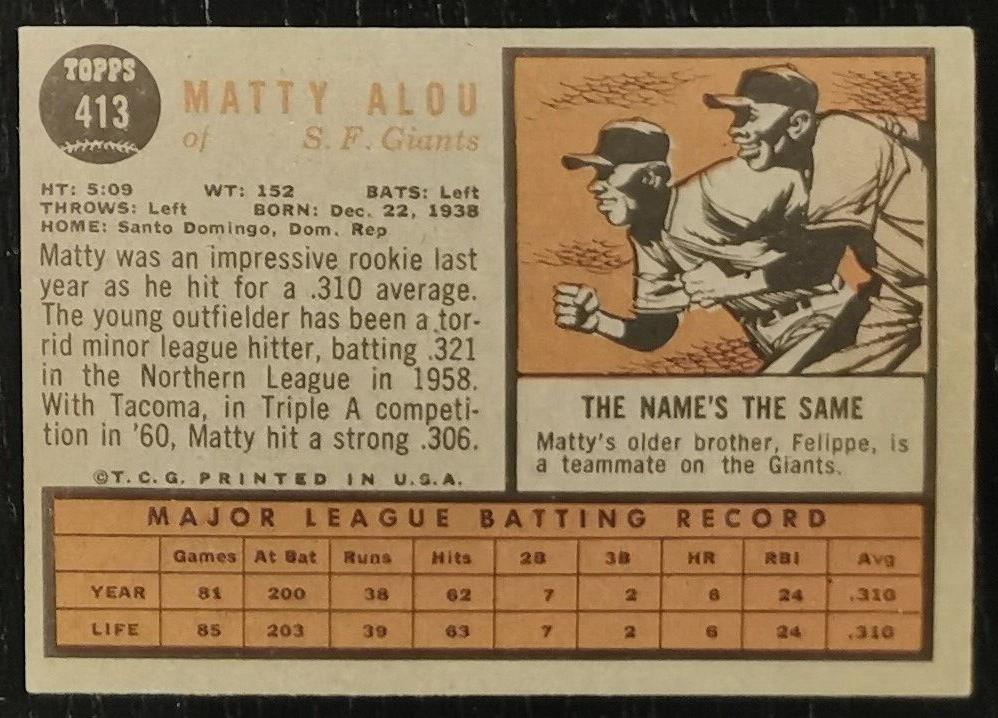 TOPPS
413
MATTY ALOU
of S. F. Giants
HT: 5:09 WT: 152 BATS: Left
THROWS: Left BORN: Dec. 22, 1938
HOME: Santo Domingo, Dom. Rep
Matty was an impressive rookie last
year as he hit for a .310 average.
The young outfielder has been a tor-
rid minor league hitter, batting .321
in the Northern League in 1958.
With Tacoma, in Triple A competi-
tion in '60, Matty hit a strong .306.
©T. C. G. PRINTED IN U.S.A.
THE NAME'S THE SAME
Matty's older brother, Felippe, is
a teammate on the Giants.
MAJOR LEAGUE BATTING RECORD
Games At Bat Runs Hits 2B 3B HR RBI Avg
YEAR 81 200 38 62 7 2 6 24 .310
LIFE 85 203 39 63 7 2 6 24 .310